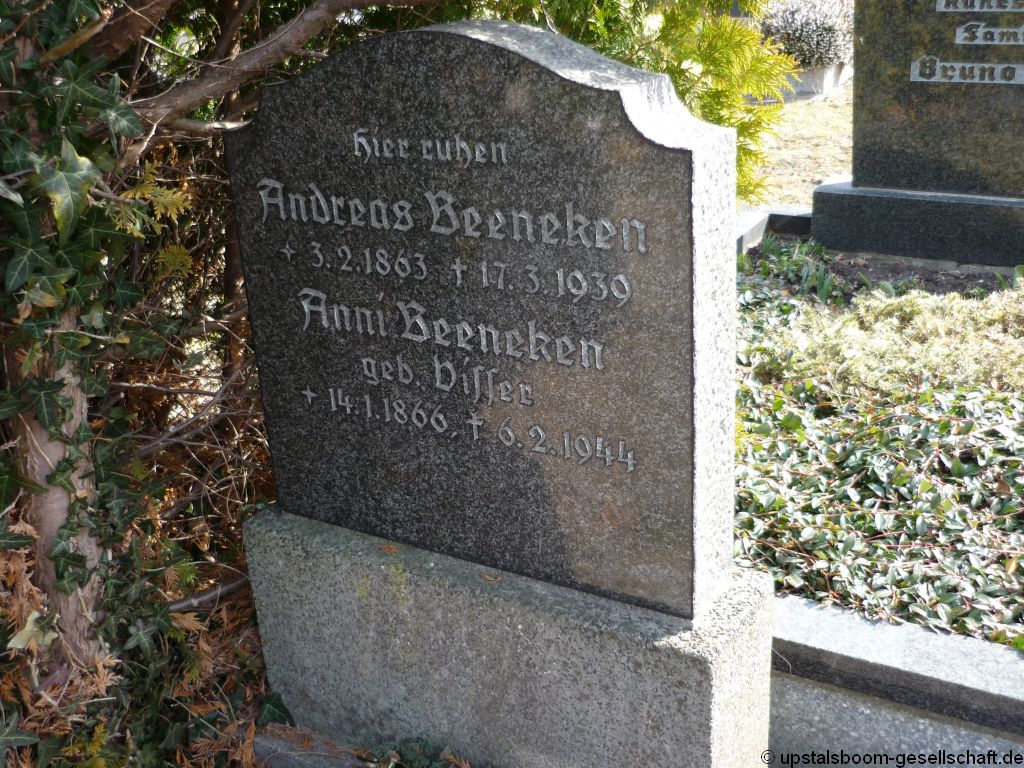 Hier ruhen
Andreas Beeneken
+ 3.2.1863 † 17.3.1939
Anni Beeneken
geb. Visser
+ 14.1.1866, † 6.2.1944
Fam
Bruno
© upstalsboom-gesellschaft.de